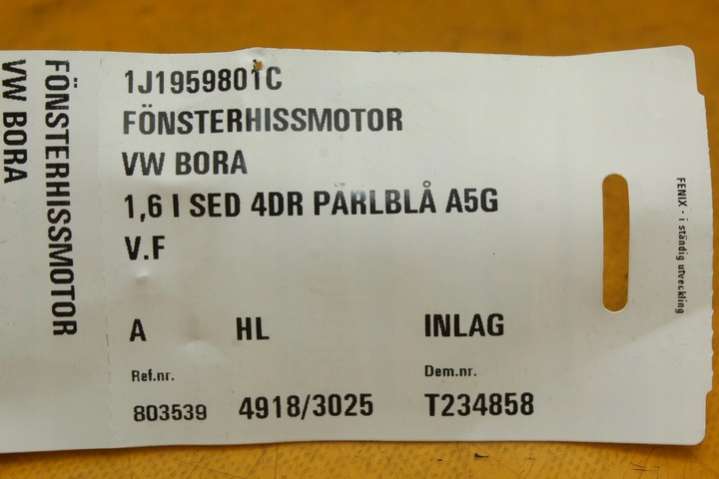 FÖNSTERHISSMOTOR
VW BORA
1J1959801C
FÖNSTERHISSMOTOR
VW BORA
1,6 I SED 4DR PÄRLBLÅ A5G
V.F
A HL INLAG
Ref.nr. Dem.nr.
803539 4918/3025 T234858
FENIX - i ständig utveckling